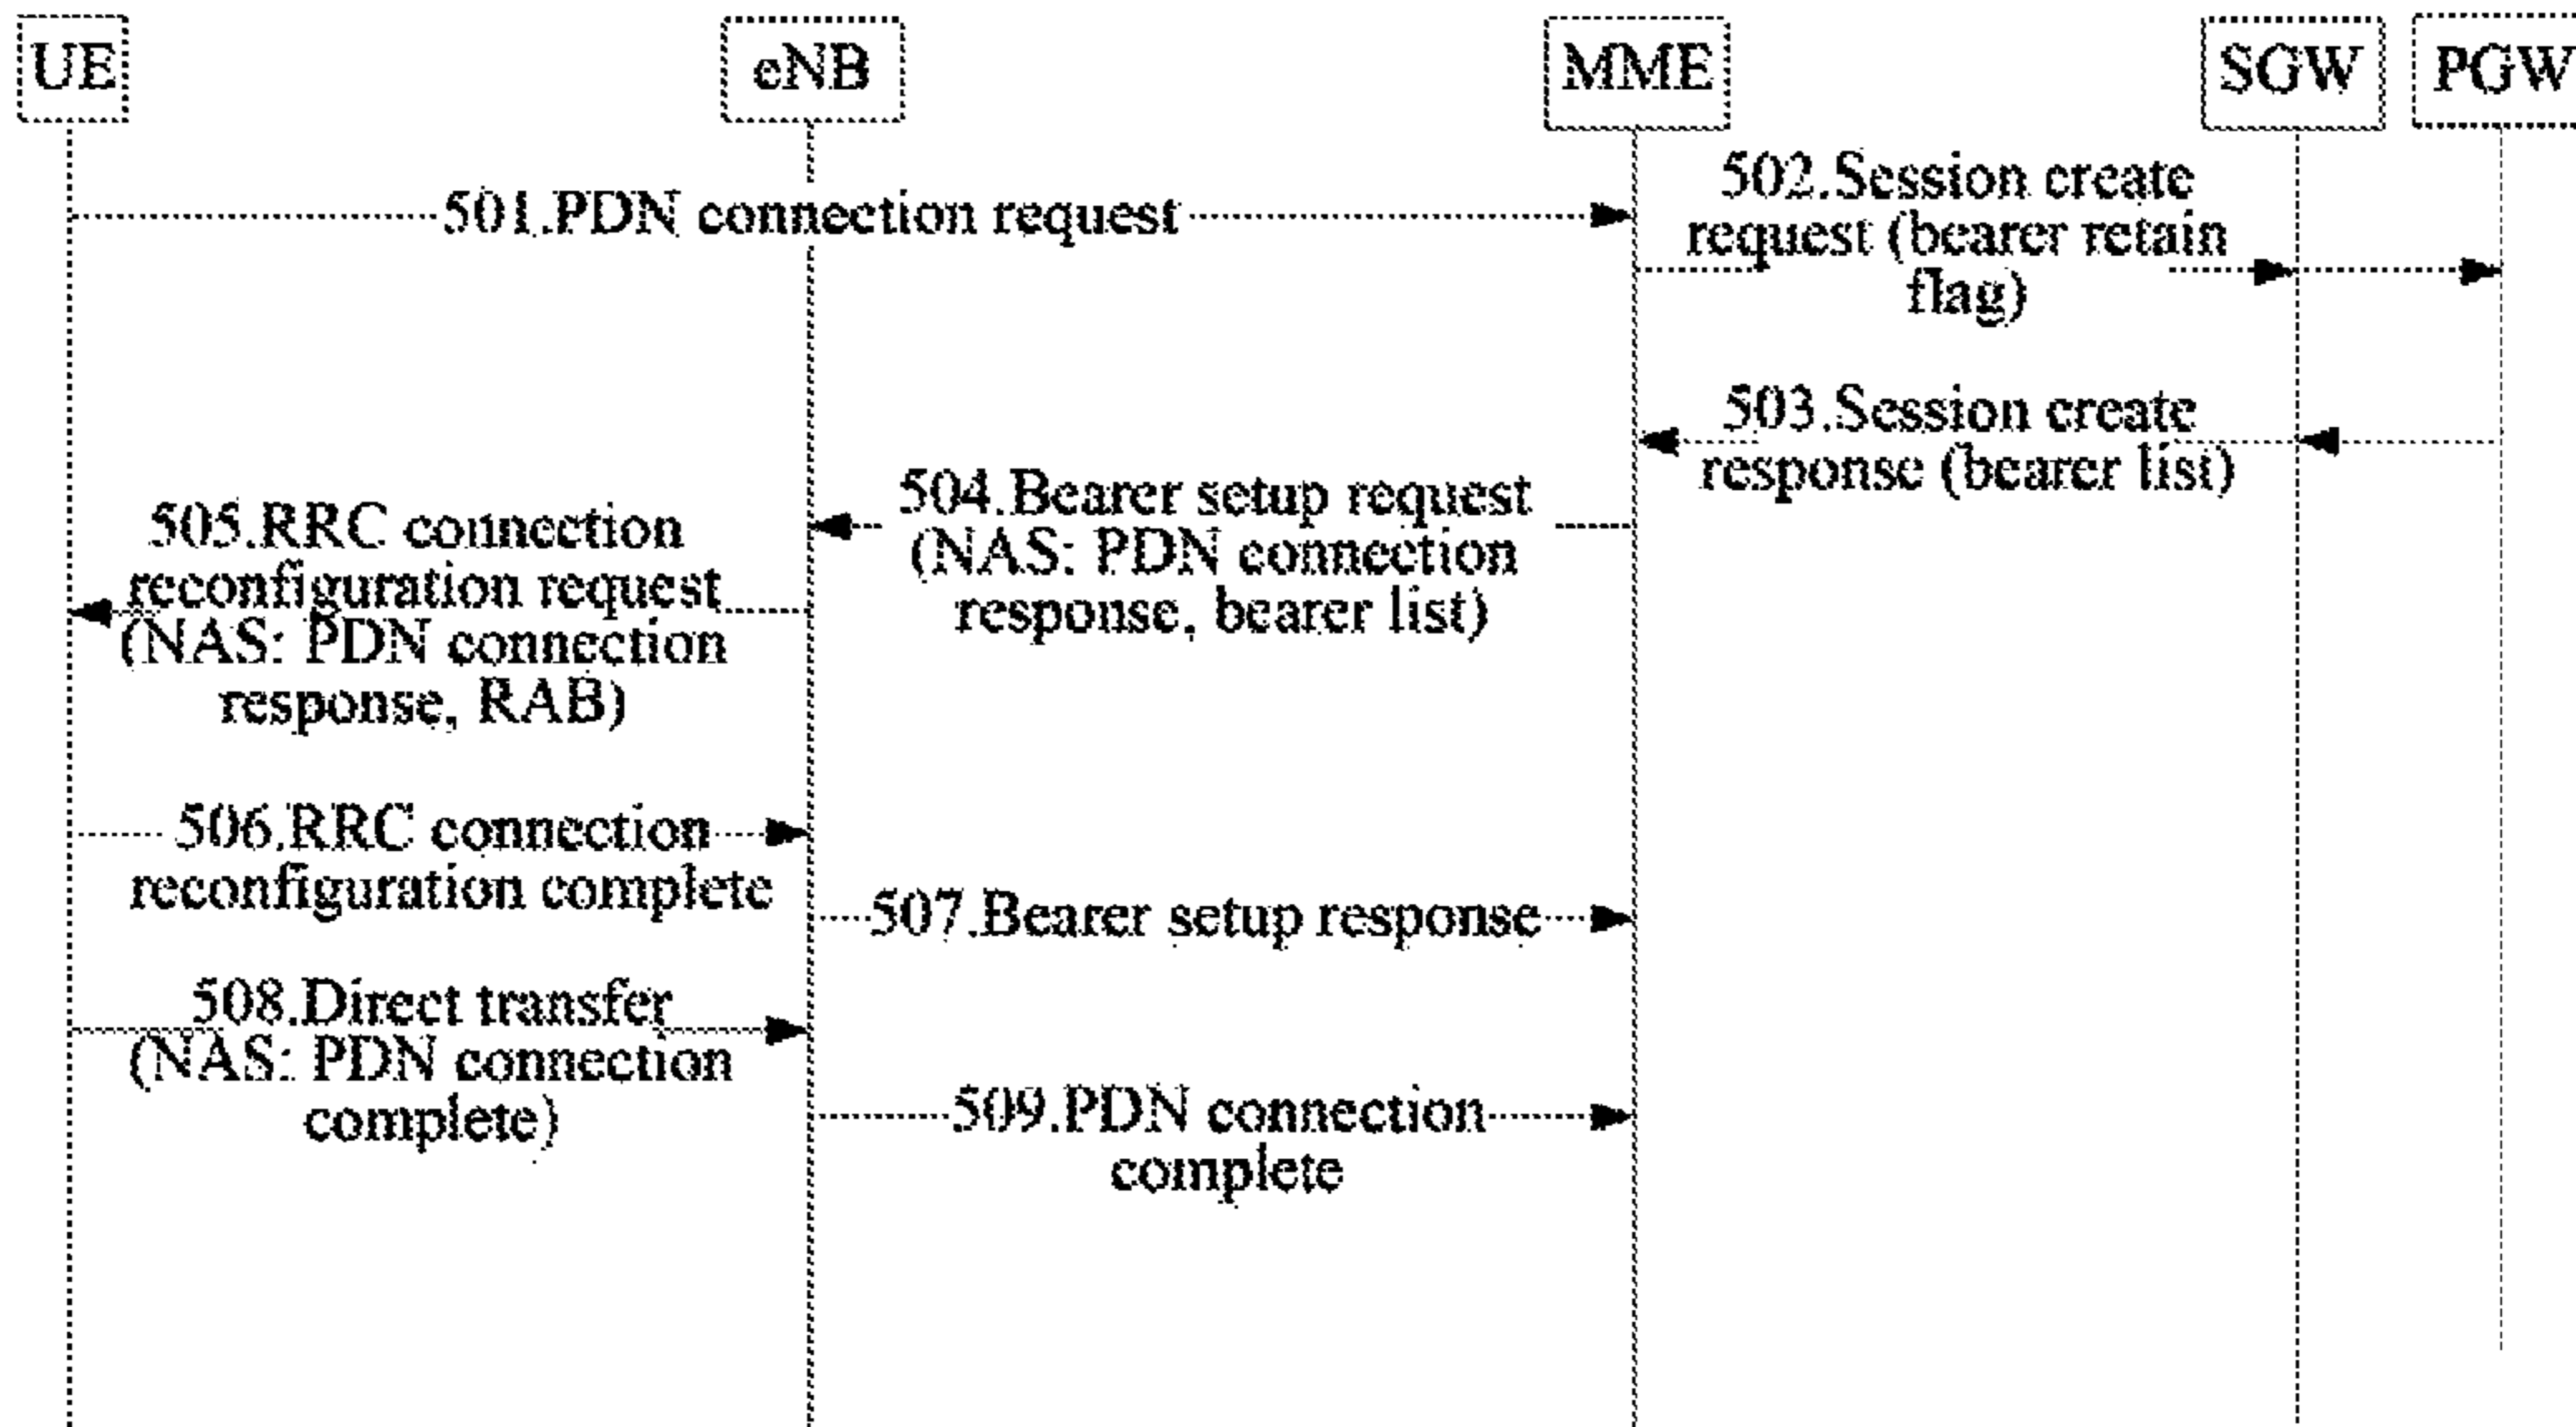 UE
eNB
MME
SGW
PGW
501.PDN connection request
502.Session create
request (bearer retain
flag)
503.Session create
response (bearer list)
504.Bearer setup request
(NAS: PDN connection
response, bearer list)
505.RRC connection
reconfiguration request
(NAS: PDN connection
response, RAB)
506.RRC connection
reconfiguration complete
507.Bearer setup response
508.Direct transfer
(NAS: PDN connection
complete)
509.PDN connection
complete